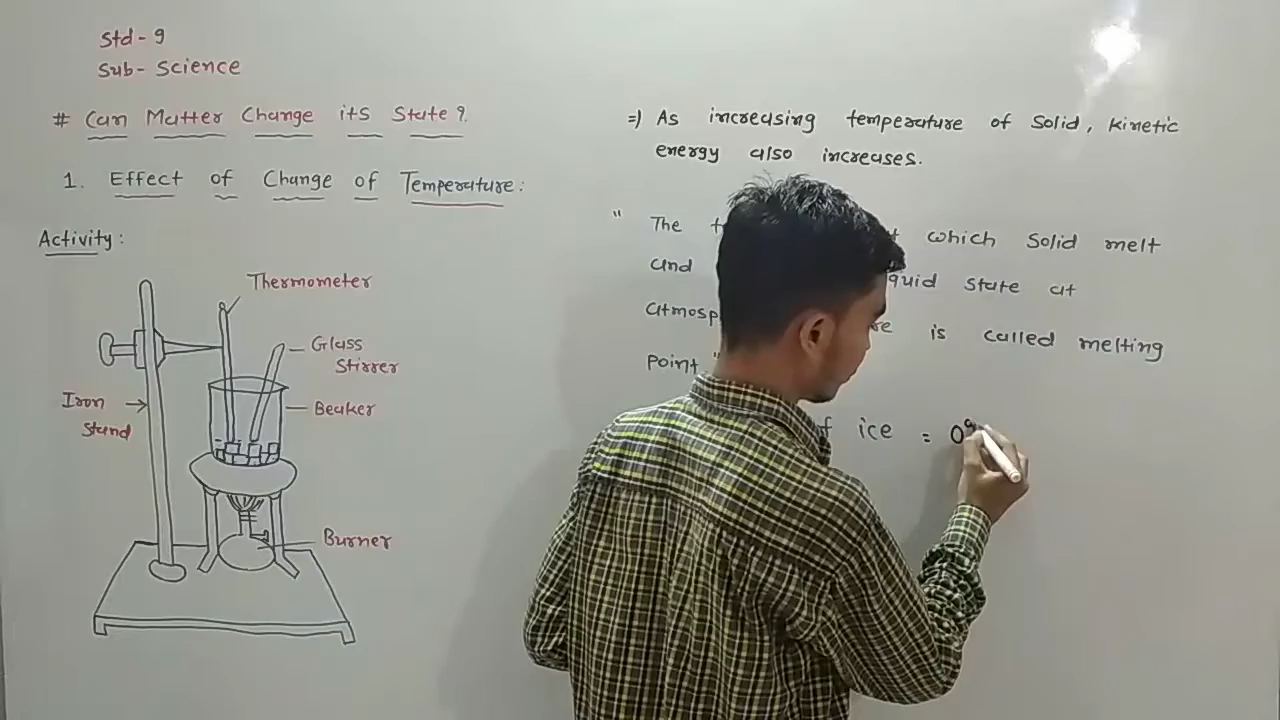 Std - 9
Sub - Science
# Can Matter Change its State ?
1. Effect of Change of Temperature :
Activity :
Thermometer
Glass
Stirrer
Iron
Stand
Beaker
Burner
=) As increasing temperature of Solid, kinetic
energy also increases.
" The which Solid melt
and state at
is called melting
point "
ice = 0°